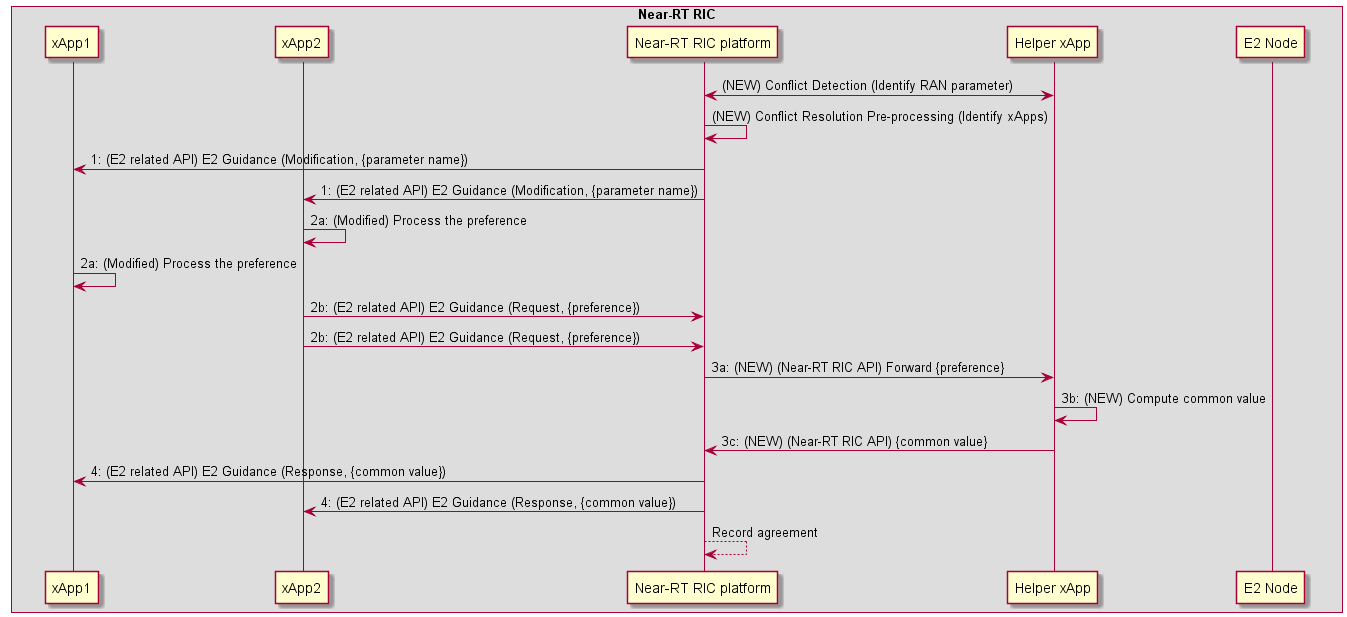 Near-RT RIC
xApp1 xApp2 Near-RT RIC platform Helper xApp E2 Node
(NEW) Conflict Detection (Identify RAN parameter)
(NEW) Conflict Resolution Pre-processing (Identify xApps)
1: (E2 related API) E2 Guidance (Modification, {parameter name})
1: (E2 related API) E2 Guidance (Modification, {parameter name})
2a: (Modified) Process the preference
2a: (Modified) Process the preference
2b: (E2 related API) E2 Guidance (Request, {preference})
2b: (E2 related API) E2 Guidance (Request, {preference})
3a: (NEW) (Near-RT RIC API) Forward {preference}
3b: (NEW) Compute common value
3c: (NEW) (Near-RT RIC API) {common value}
4: (E2 related API) E2 Guidance (Response, {common value})
4: (E2 related API) E2 Guidance (Response, {common value})
Record agreement
xApp1 xApp2 Near-RT RIC platform Helper xApp E2 Node